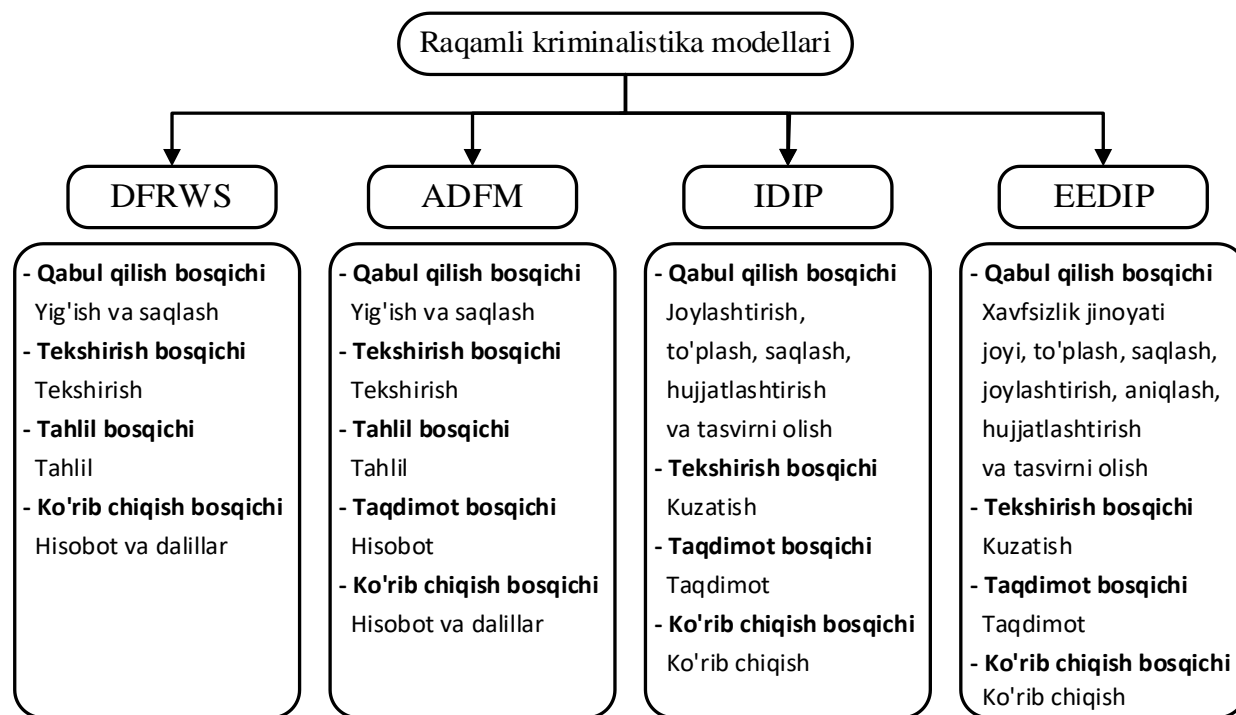 Raqamli kriminalistika modellari
DFRWS
- Qabul qilish bosqichi
Yig'ish va saqlash
- Tekshirish bosqichi
Tekshirish
- Tahlil bosqichi
Tahlil
- Ko'rib chiqish bosqichi
Hisobot va dalillar
ADFM
- Qabul qilish bosqichi
Yig'ish va saqlash
- Tekshirish bosqichi
Tekshirish
- Tahlil bosqichi
Tahlil
- Taqdimot bosqichi
Hisobot
- Ko'rib chiqish bosqichi
Hisobot va dalillar
IDIP
- Qabul qilish bosqichi
Joylashtirish,
to'plash, saqlash,
hujjatlashtirish
va tasvirni olish
- Tekshirish bosqichi
Kuzatish
- Taqdimot bosqichi
Taqdimot
- Ko'rib chiqish bosqichi
Ko'rib chiqish
EEDIP
- Qabul qilish bosqichi
Xavfsizlik jinoyati
joyi, to'plash, saqlash,
joylashtirish, aniqlash,
hujjatlashtirish
va tasvirni olish
- Tekshirish bosqichi
Kuzatish
- Taqdimot bosqichi
Taqdimot
- Ko'rib chiqish bosqichi
Ko'rib chiqish